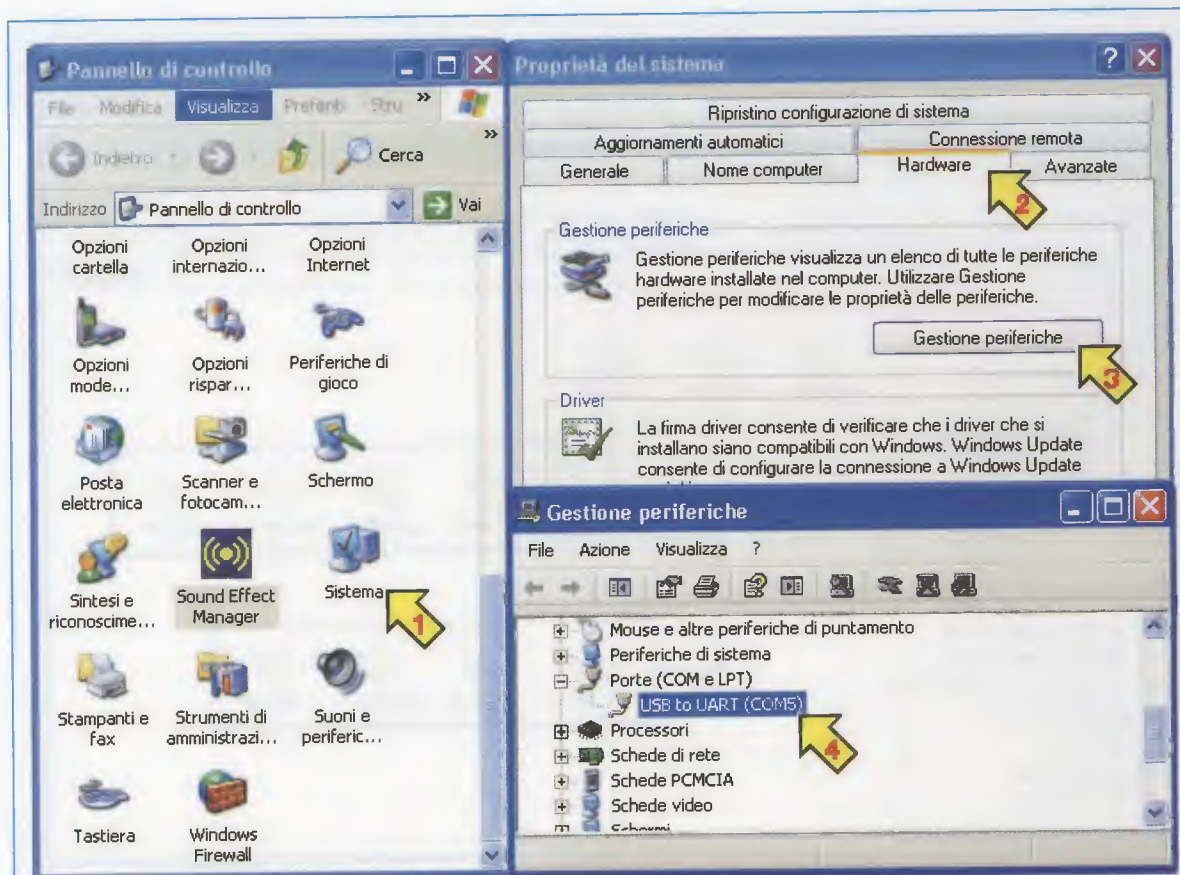 Pannello di controllo
File Modifica Visualizza Preferiti Stru »
Indietro Cerca »
Indirizzo Pannello di controllo Vai
Opzioni cartella
Opzioni internazio...
Opzioni Internet
Opzioni mode...
Opzioni rispar...
Periferiche di gioco
Posta elettronica
Scanner e fotocam...
Schermo
Sintesi e riconoscime...
Sound Effect Manager
Sistema
1
Stampanti e fax
Strumenti di amministrazi...
Suoni e periferic...
Tastiera
Windows Firewall
Proprietà del sistema
Ripristino configurazione di sistema
Aggiornamenti automatici Connessione remota
Generale Nome computer Hardware Avanzate
2
Gestione periferiche
Gestione periferiche visualizza un elenco di tutte le periferiche
hardware installate nel computer. Utilizzare Gestione
periferiche per modificare le proprietà delle periferiche.
Gestione periferiche
3
Driver
La firma driver consente di verificare che i driver che si
installano siano compatibili con Windows. Windows Update
consente di configurare la connessione a Windows Update
Gestione periferiche
File Azione Visualizza ?
Mouse e altre periferiche di puntamento
Periferiche di sistema
Porte (COM e LPT)
USB to UART (COM5)
4
Processori
Schede di rete
Schede PCMCIA
Schede video
Schermi